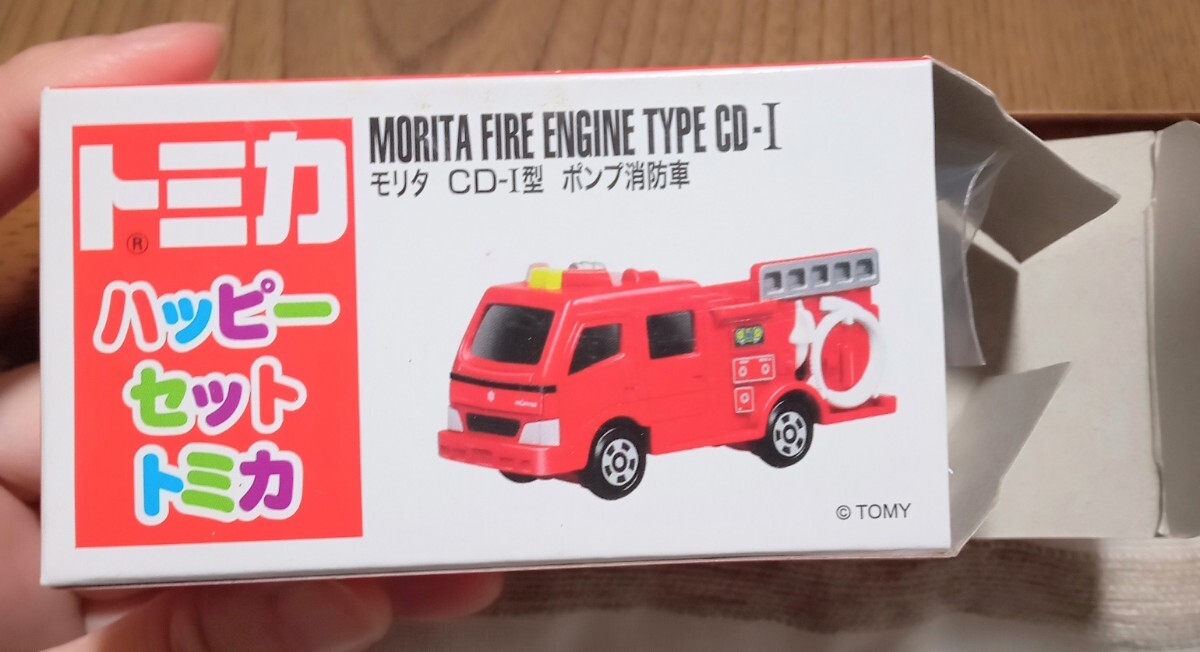 トミカ
®
ハッピー
セット
トミカ
MORITA FIRE ENGINE TYPE CD-I
モリタ CD-I型 ポンプ消防車
© TOMY